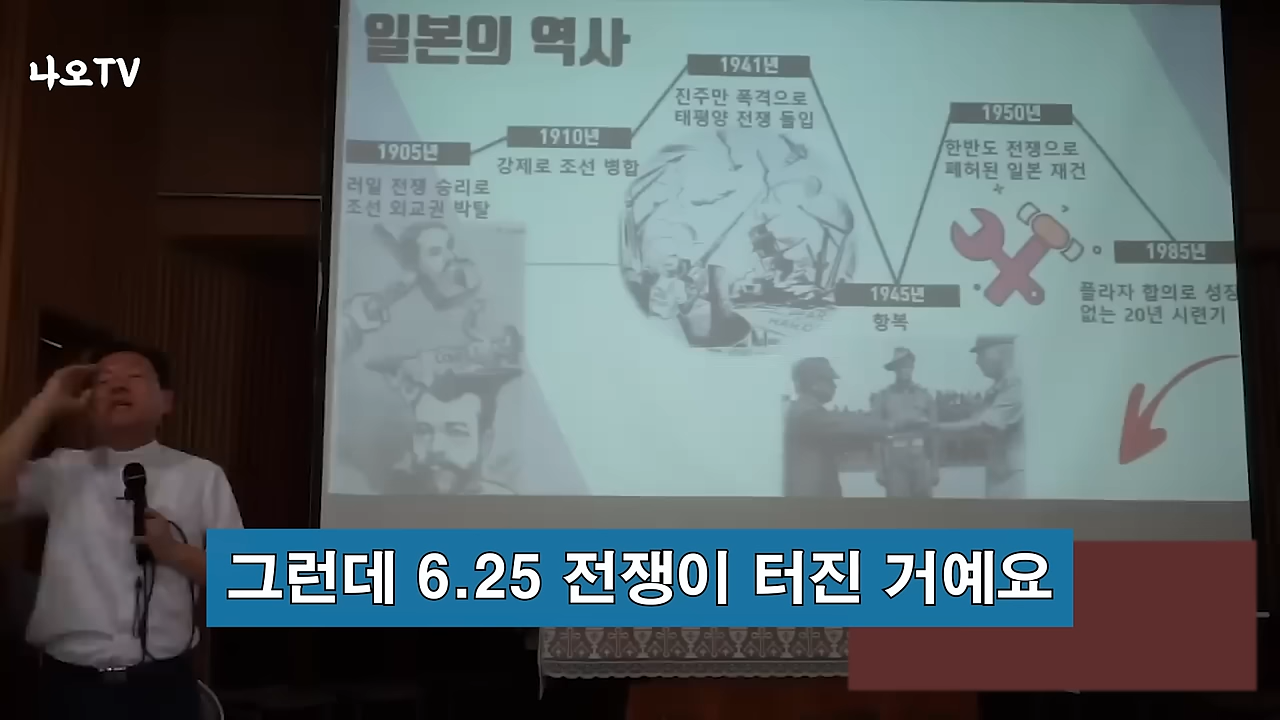 나오TV
일본의 역사
1905년
러일 전쟁 승리로
조선 외교권 박탈
1910년
강제로 조선 병합
1941년
진주만 폭격으로
태평양 전쟁 돌입
1945년
항복
1950년
한반도 전쟁으로
폐허된 일본 재건
1985년
플라자 합의로 성장
없는 20년 시련기
그런데 6.25 전쟁이 터진 거예요